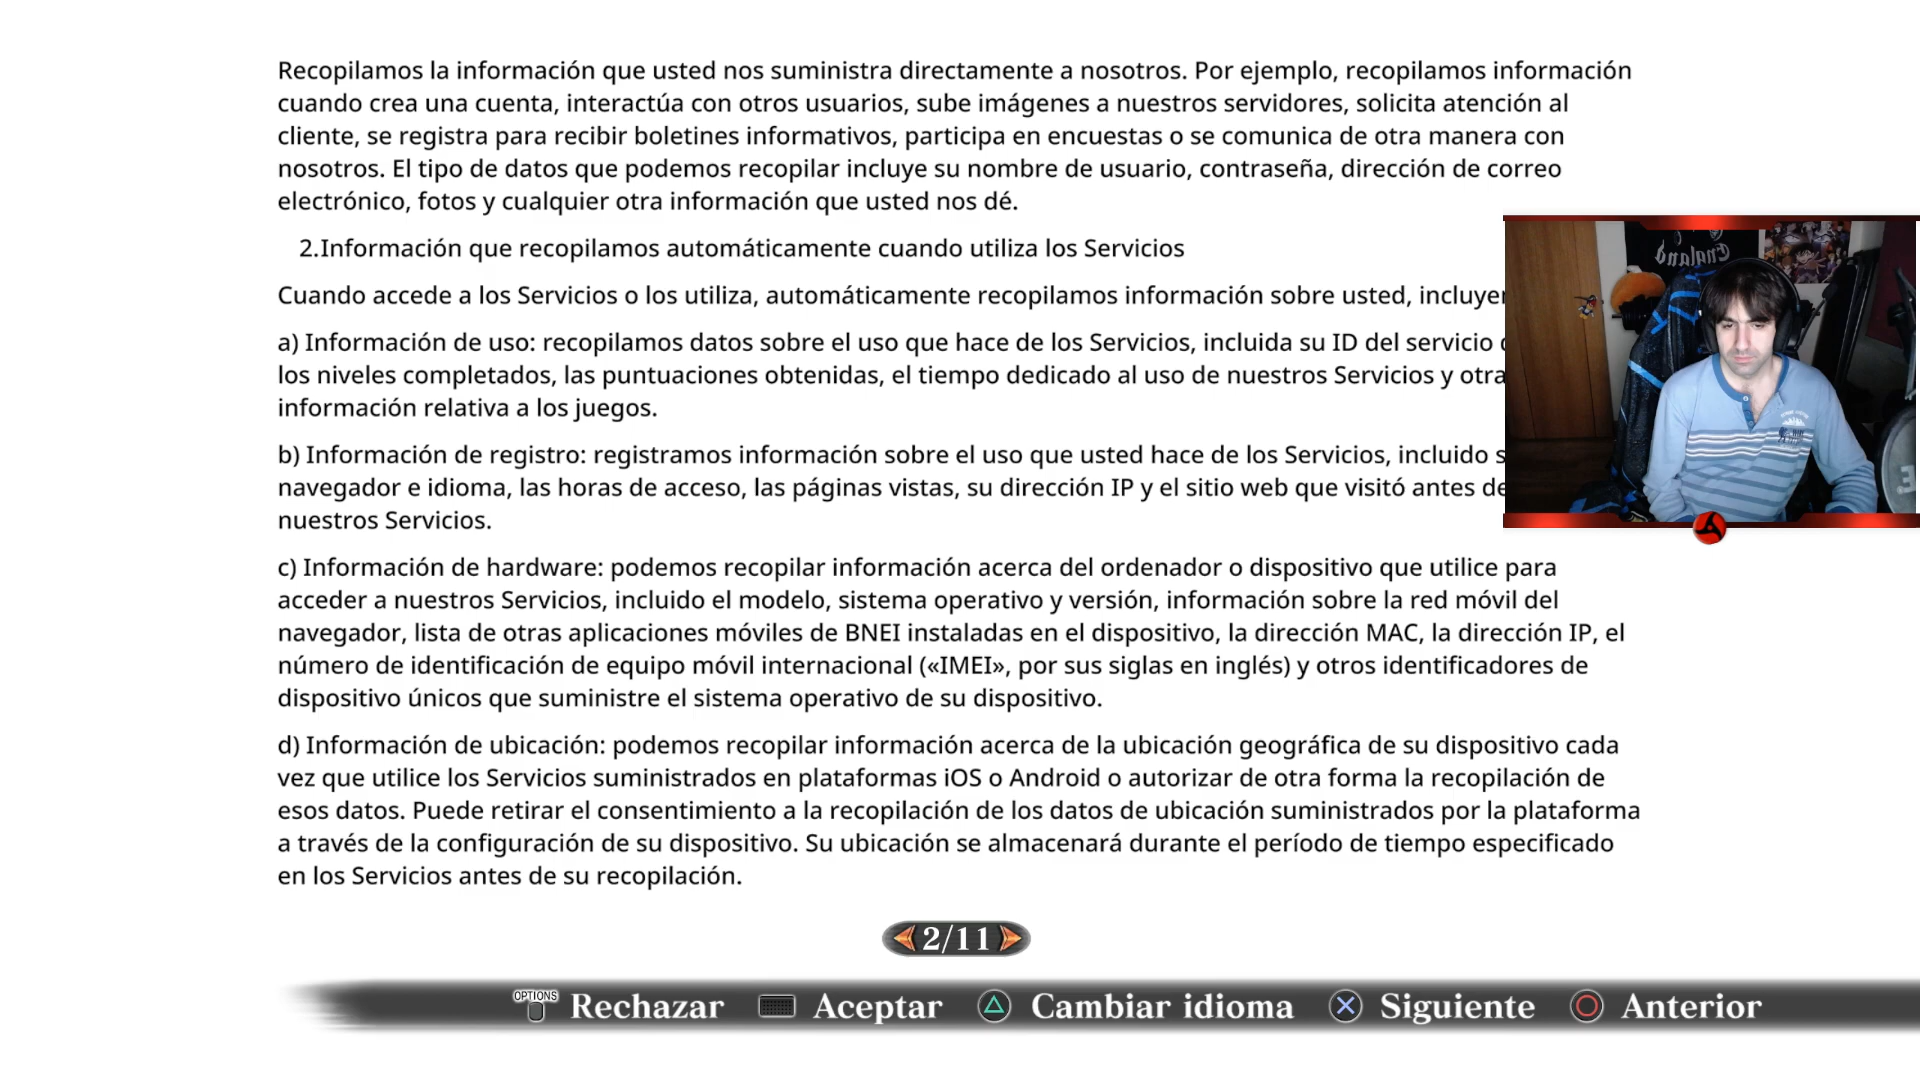 Recopilamos la información que usted nos suministra directamente a nosotros. Por ejemplo, recopilamos información
cuando crea una cuenta, interactúa con otros usuarios, sube imágenes a nuestros servidores, solicita atención al
cliente, se registra para recibir boletines informativos, participa en encuestas o se comunica de otra manera con
nosotros. El tipo de datos que podemos recopilar incluye su nombre de usuario, contraseña, dirección de correo
electrónico, fotos y cualquier otra información que usted nos dé.
2.Información que recopilamos automáticamente cuando utiliza los Servicios
Cuando accede a los Servicios o los utiliza, automáticamente recopilamos información sobre usted,
a) Información de uso: recopilamos datos sobre el uso que hace de los Servicios, incluida su ID del servicio
los niveles completados, las puntuaciones obtenidas, el tiempo dedicado al uso de nuestros Servicios y otra
información relativa a los juegos.
b) Información de registro: registramos información sobre el uso que usted hace de los Servicios, incluido
navegador e idioma, las horas de acceso, las páginas vistas, su dirección IP y el sitio web que visitó antes de
nuestros Servicios.
c) Información de hardware: podemos recopilar información acerca del ordenador o dispositivo que utilice para
acceder a nuestros Servicios, incluido el modelo, sistema operativo y versión, información sobre la red móvil del
navegador, lista de otras aplicaciones móviles de BNEI instaladas en el dispositivo, la dirección MAC, la dirección IP, el
número de identificación de equipo móvil internacional («IMEI», por sus siglas en inglés) y otros identificadores de
dispositivo únicos que suministre el sistema operativo de su dispositivo.
d) Información de ubicación: podemos recopilar información acerca de la ubicación geográfica de su dispositivo cada
vez que utilice los Servicios suministrados en plataformas iOS o Android o autorizar de otra forma la recopilación de
esos datos. Puede retirar el consentimiento a la recopilación de los datos de ubicación suministrados por la plataforma
a través de la configuración de su dispositivo. Su ubicación se almacenará durante el período de tiempo especificado
en los Servicios antes de su recopilación.
England
2/11
OPTIONS Rechazar Aceptar Cambiar idioma Siguiente Anterior